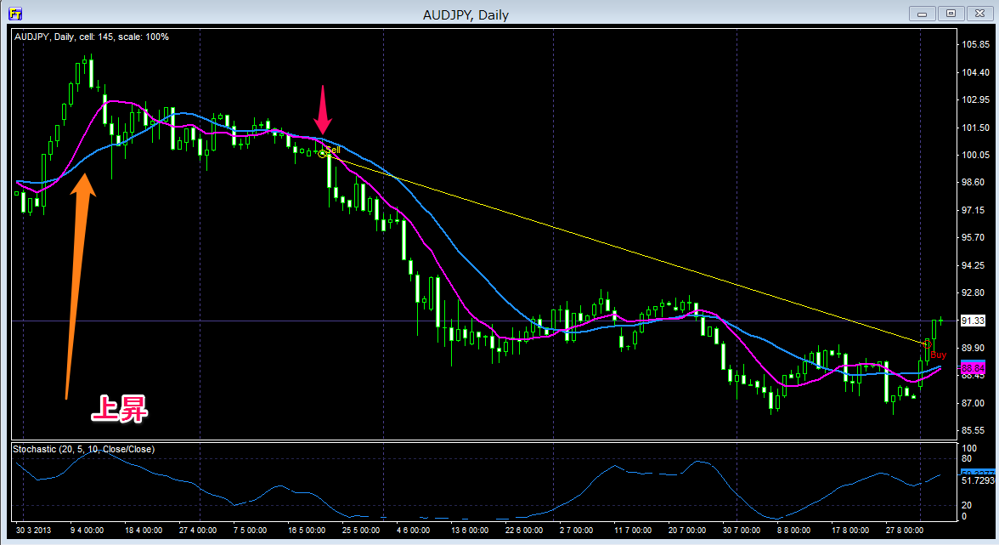 FT
AUDJPY, Daily
AUDJPY, Daily, cell: 145, scale: 100%
105.85
104.40
102.95
101.50
100.05
98.60
97.15
95.70
94.25
92.80
91.33
89.90
88.84
88.45
87.00
85.55
Sell
Buy
上昇
Stochastic (20, 5, 10, Close/Close)
100
80
51.7293
20
0
30 3 2013
9 4 00:00
18 4 00:00
27 4 00:00
7 5 00:00
16 5 00:00
25 5 00:00
4 6 00:00
13 6 00:00
22 6 00:00
2 7 00:00
11 7 00:00
20 7 00:00
30 7 00:00
8 8 00:00
17 8 00:00
27 8 00:00